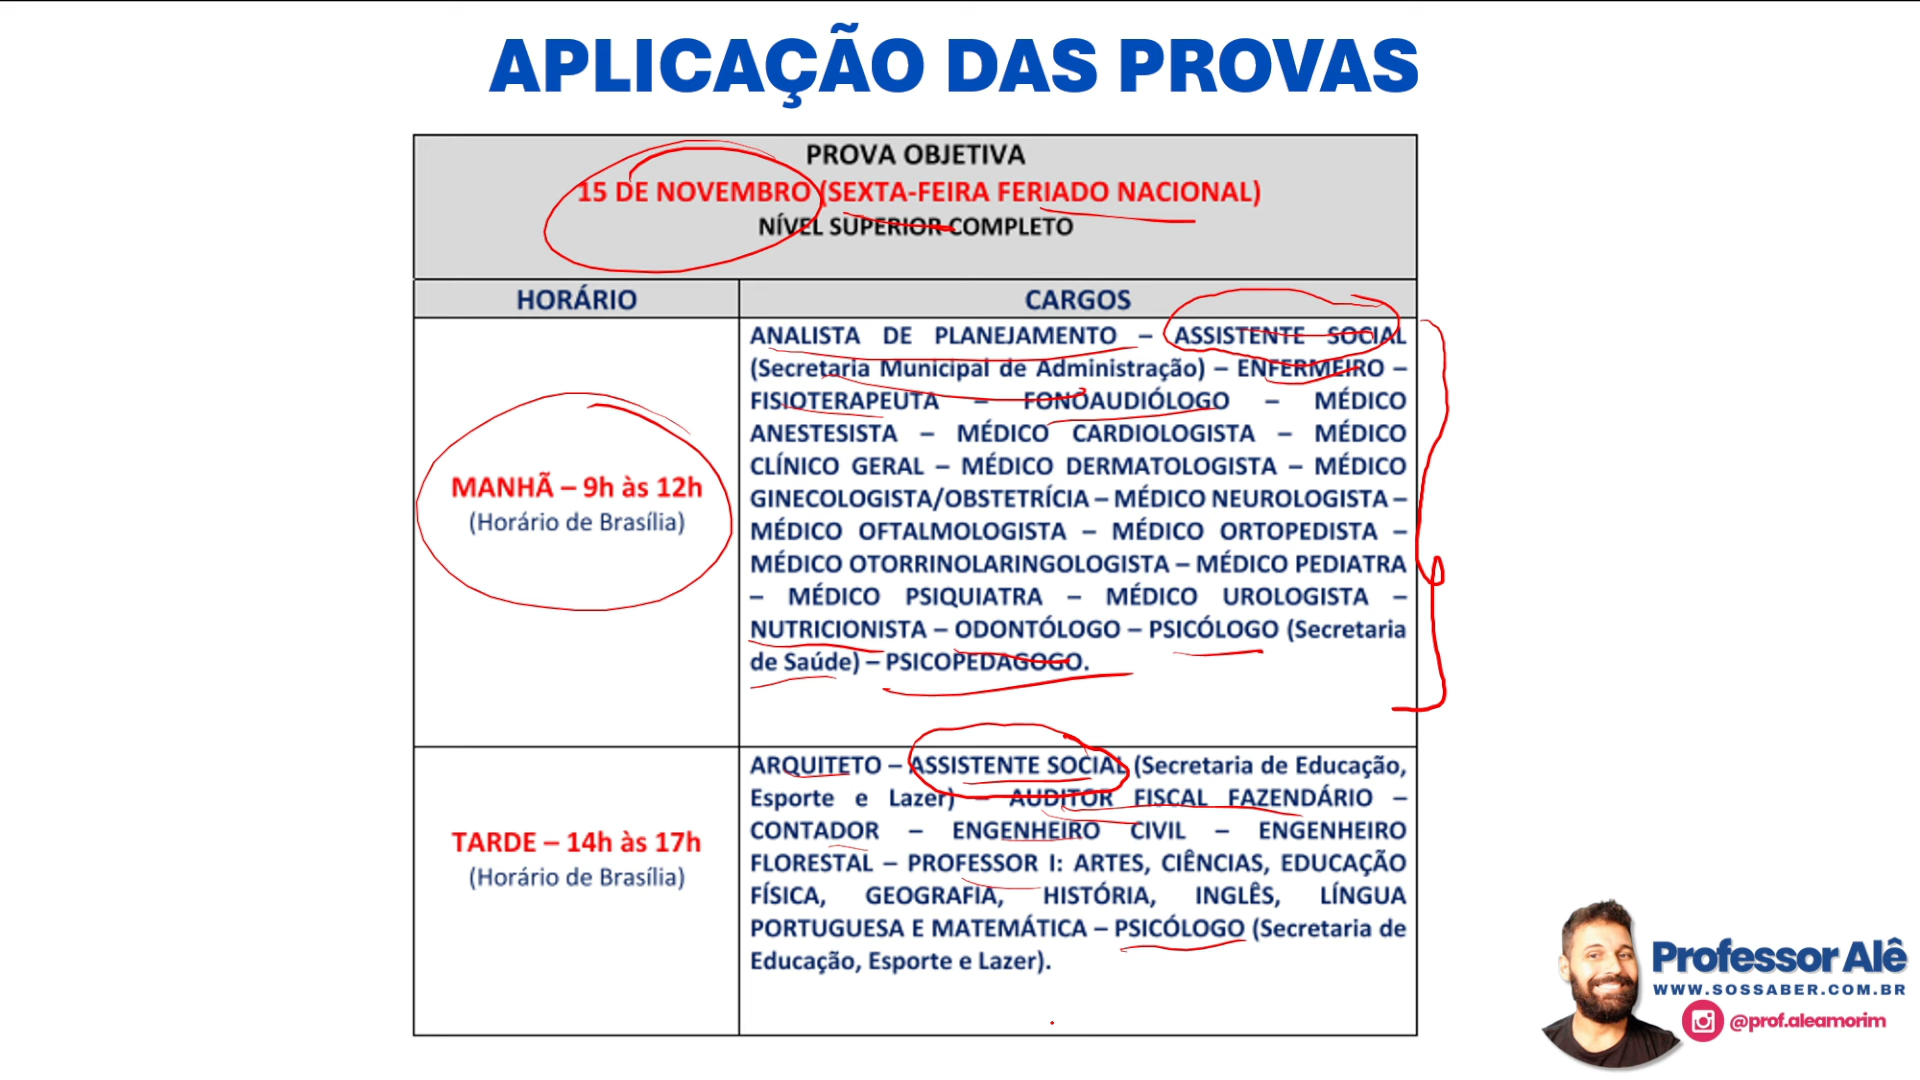 APLICAÇÃO DAS PROVAS
PROVA OBJETIVA
15 DE NOVEMBRO (SEXTA-FEIRA FERIADO NACIONAL)
NÍVEL SUPERIOR COMPLETO
HORÁRIO
CARGOS
MANHÃ – 9h às 12h
(Horário de Brasília)
ANALISTA DE PLANEJAMENTO – ASSISTENTE SOCIAL
(Secretaria Municipal de Administração) – ENFERMEIRO –
FISIOTERAPEUTA – FONOAUDIÓLOGO – MÉDICO
ANESTESISTA – MÉDICO CARDIOLOGISTA – MÉDICO
CLÍNICO GERAL – MÉDICO DERMATOLOGISTA – MÉDICO
GINECOLOGISTA/OBSTETRÍCIA – MÉDICO NEUROLOGISTA –
MÉDICO OFTALMOLOGISTA – MÉDICO ORTOPEDISTA –
MÉDICO OTORRINOLARINGOLOGISTA – MÉDICO PEDIATRA
– MÉDICO PSIQUIATRA – MÉDICO UROLOGISTA –
NUTRICIONISTA – ODONTÓLOGO – PSICÓLOGO (Secretaria
de Saúde) – PSICOPEDAGOGO.
TARDE – 14h às 17h
(Horário de Brasília)
ARQUITETO – ASSISTENTE SOCIAL (Secretaria de Educação,
Esporte e Lazer) – AUDITOR FISCAL FAZENDÁRIO –
CONTADOR – ENGENHEIRO CIVIL – ENGENHEIRO
FLORESTAL – PROFESSOR I: ARTES, CIÊNCIAS, EDUCAÇÃO
FÍSICA, GEOGRAFIA, HISTÓRIA, INGLÊS, LÍNGUA
PORTUGUESA E MATEMÁTICA – PSICÓLOGO (Secretaria de
Educação, Esporte e Lazer).
Professor Alê
WWW.SOSSABER.COM.BR
@prof.aleamorim